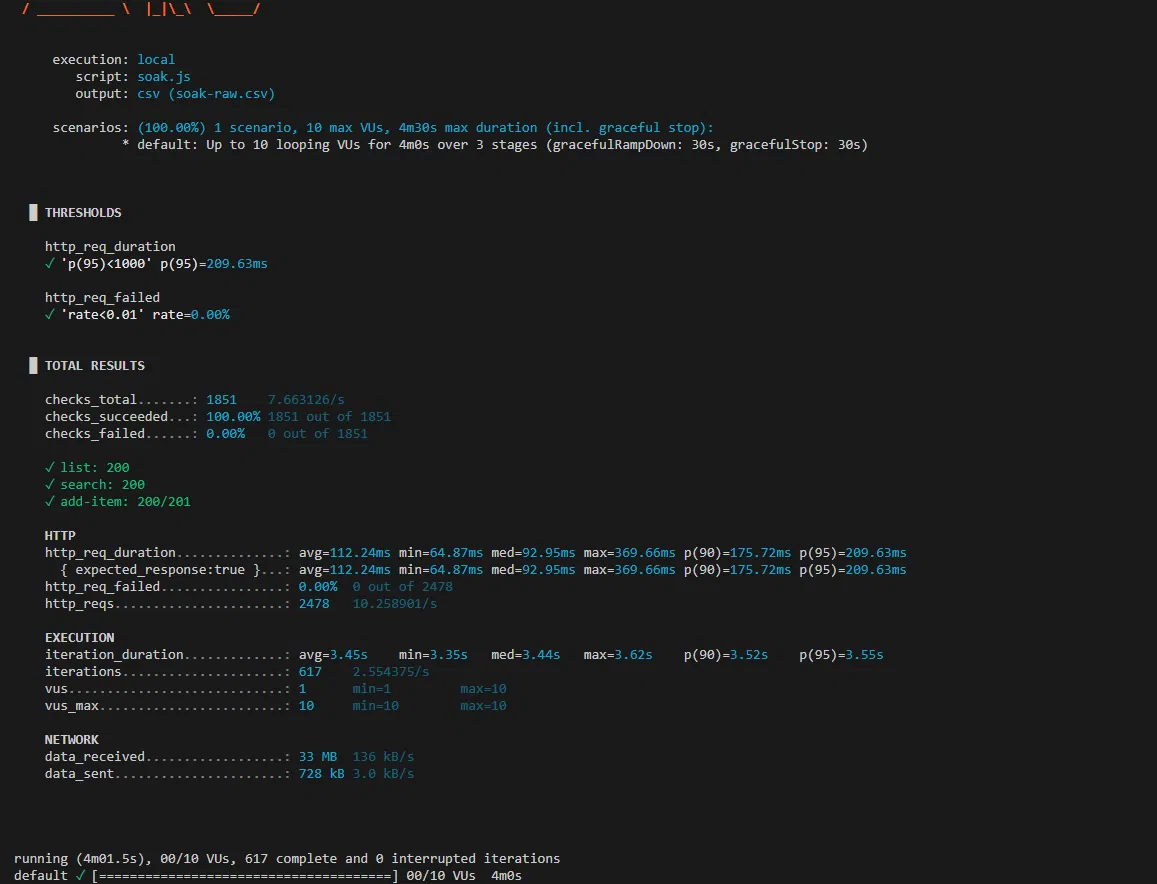 / __________ \  |_|\_\  \_____/
execution: local
script: soak.js
output: csv (soak-raw.csv)
scenarios: (100.00%) 1 scenario, 10 max VUs, 4m30s max duration (incl. graceful stop):
* default: Up to 10 looping VUs for 4m0s over 3 stages (gracefulRampDown: 30s, gracefulStop: 30s)
█ THRESHOLDS
http_req_duration
✓ 'p(95)<1000' p(95)=209.63ms
http_req_failed
✓ 'rate<0.01' rate=0.00%
█ TOTAL RESULTS
checks_total.......: 1851    7.663126/s
checks_succeeded...: 100.00% 1851 out of 1851
checks_failed......: 0.00%   0 out of 1851
✓ list: 200
✓ search: 200
✓ add-item: 200/201
HTTP
http_req_duration..............: avg=112.24ms min=64.87ms med=92.95ms max=369.66ms p(90)=175.72ms p(95)=209.63ms
{ expected_response:true }...: avg=112.24ms min=64.87ms med=92.95ms max=369.66ms p(90)=175.72ms p(95)=209.63ms
http_req_failed................: 0.00%  0 out of 2478
http_reqs......................: 2478   10.258901/s
EXECUTION
iteration_duration.............: avg=3.45s    min=3.35s   med=3.44s   max=3.62s    p(90)=3.52s    p(95)=3.55s
iterations.....................: 617    2.554375/s
vus............................: 1      min=1         max=10
vus_max........................: 10     min=10        max=10
NETWORK
data_received..................: 33 MB  136 kB/s
data_sent......................: 728 kB 3.0 kB/s
running (4m01.5s), 00/10 VUs, 617 complete and 0 interrupted iterations
default ✓ [======================================] 00/10 VUs  4m0s